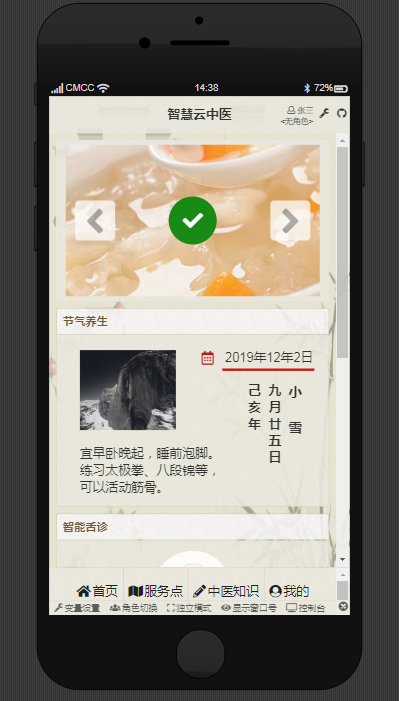 CMCC 14:38 72%
智慧云中医
张三
<无角色>
节气养生
2019年12年2日
小雪
九月廿五日
己亥年
宜早卧晚起，睡前泡脚。
练习太极拳、八段锦等，
可以活动筋骨。
智能舌诊
首页 服务点 中医知识 我的
变量设置 角色切换 独立模式 显示窗口号 控制台